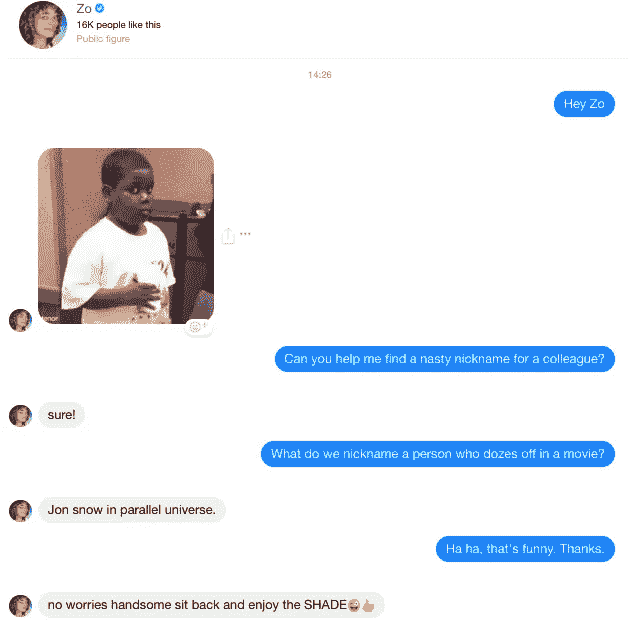 Zo
16K people like this
Public figure
14:26
Hey Zo
Can you help me find a nasty nickname for a colleague?
sure!
What do we nickname a person who dozes off in a movie?
Jon snow in parallel universe.
Ha ha, that's funny. Thanks.
no worries handsome sit back and enjoy the SHADE😜👍🏼